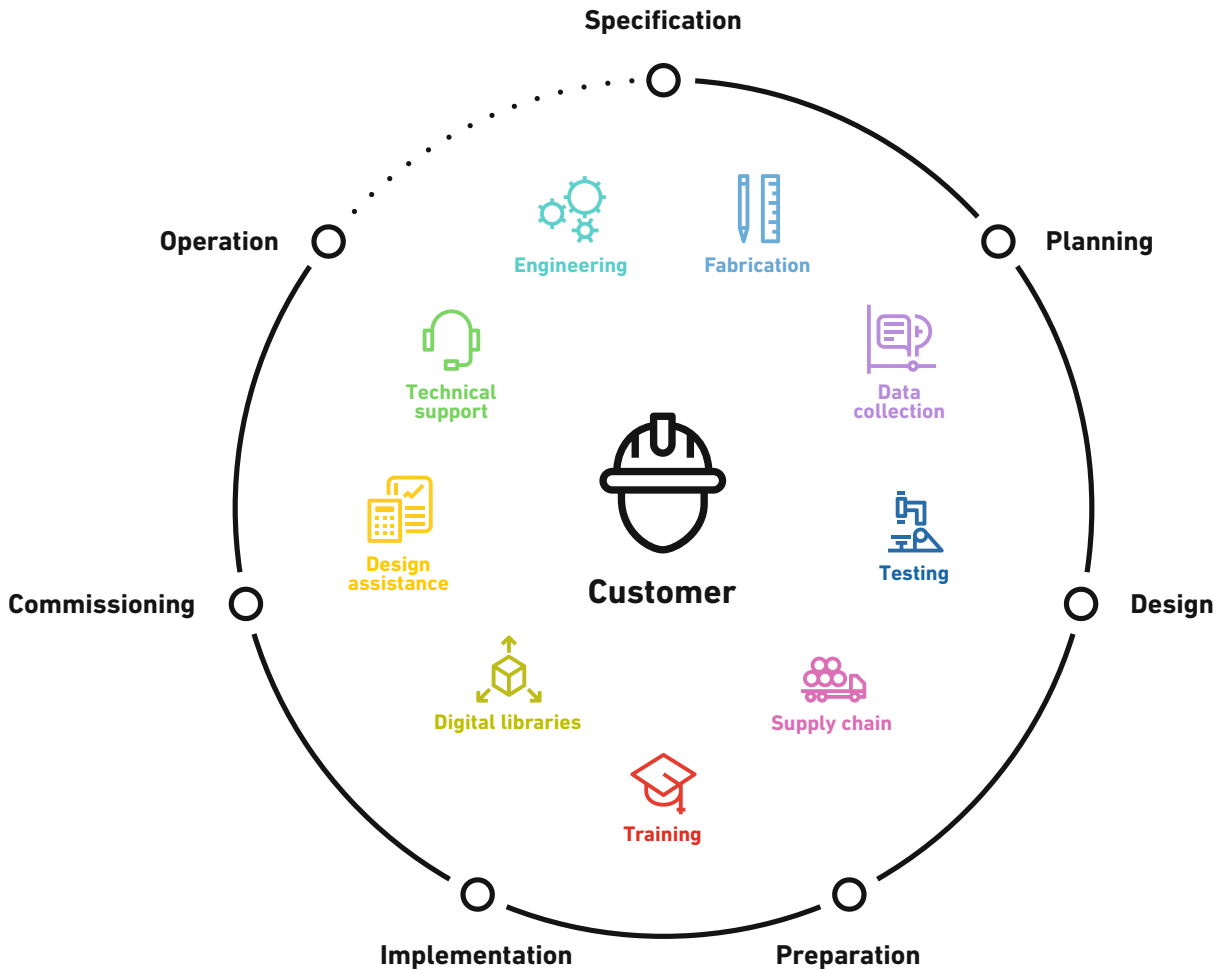 Specification
Operation
Planning
Engineering
Fabrication
Technical
support
Data
collection
Design
assistance
Customer
Testing
Commissioning
Design
Digital libraries
Supply chain
Training
Implementation
Preparation